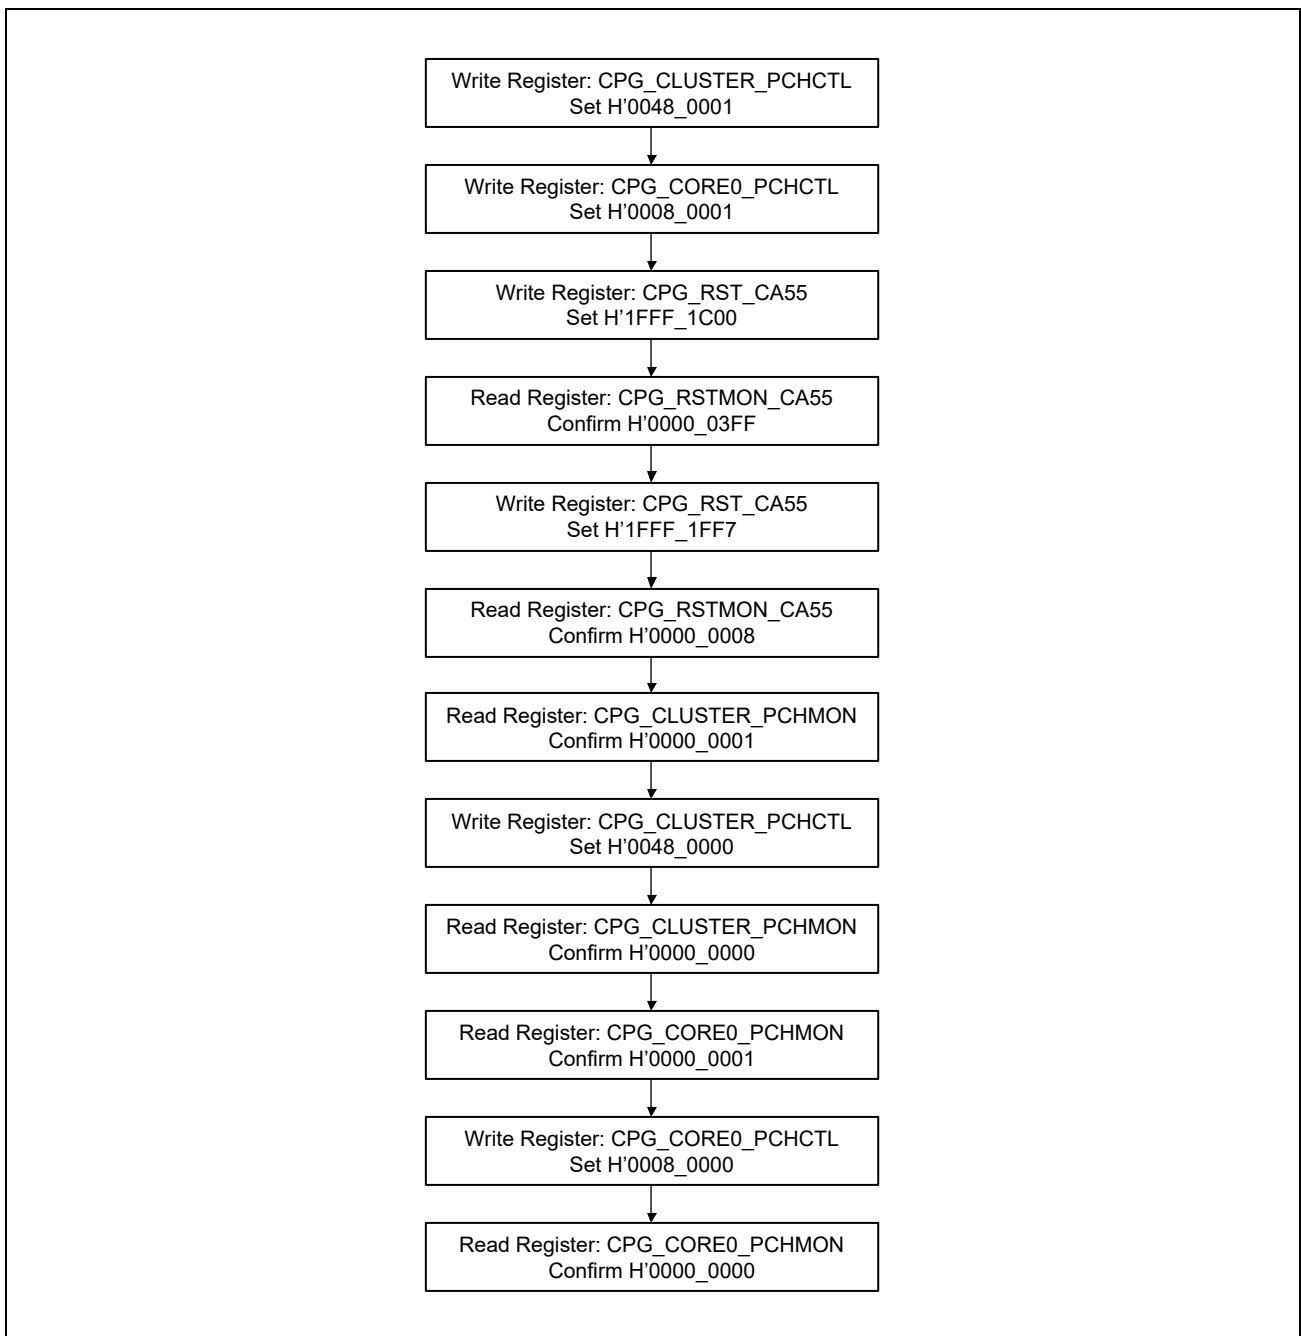 Write Register: CPG_CLUSTER_PCHCTL
Set H’0048_0001
Write Register: CPG_CORE0_PCHCTL
Set H’0008_0001
Write Register: CPG_RST_CA55
Set H’1FFF_1C00
Read Register: CPG_RSTMON_CA55
Confirm H’0000_03FF
Write Register: CPG_RST_CA55
Set H’1FFF_1FF7
Read Register: CPG_RSTMON_CA55
Confirm H’0000_0008
Read Register: CPG_CLUSTER_PCHMON
Confirm H’0000_0001
Write Register: CPG_CLUSTER_PCHCTL
Set H’0048_0000
Read Register: CPG_CLUSTER_PCHMON
Confirm H’0000_0000
Read Register: CPG_CORE0_PCHMON
Confirm H’0000_0001
Write Register: CPG_CORE0_PCHCTL
Set H’0008_0000
Read Register: CPG_CORE0_PCHMON
Confirm H’0000_0000